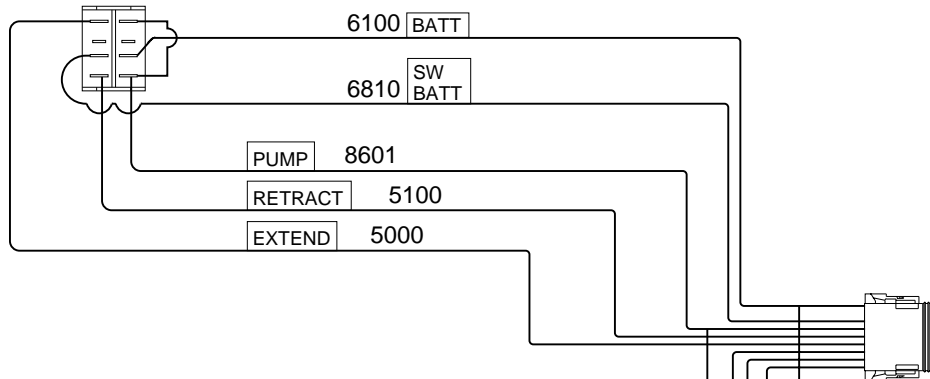 6100 BATT
SW
6810 BATT
PUMP 8601
RETRACT 5100
EXTEND 5000